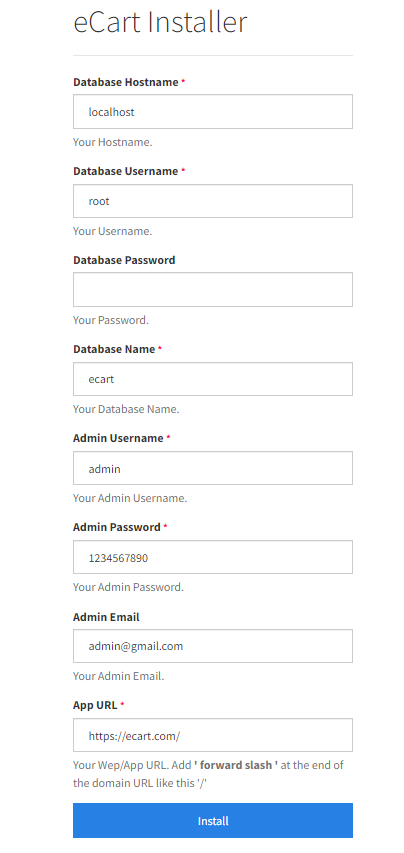 eCart Installer
Database Hostname *
localhost
Your Hostname.
Database Username *
root
Your Username.
Database Password
Your Password.
Database Name *
ecart
Your Database Name.
Admin Username *
admin
Your Admin Username.
Admin Password *
1234567890
Your Admin Password.
Admin Email
admin@gmail.com
Your Admin Email.
App URL *
https://ecart.com/
Your Wep/App URL. Add ' forward slash ' at the end of
the domain URL like this '/'
Install